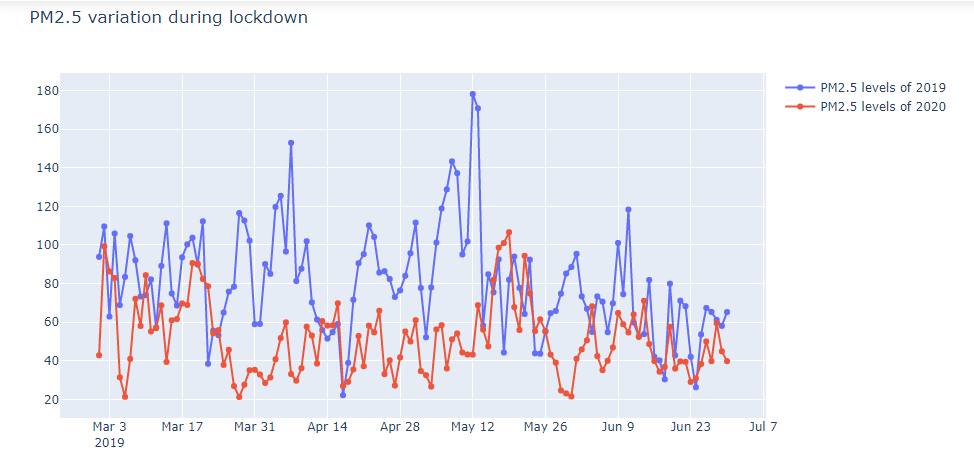 PM2.5 variation during lockdown
PM2.5 levels of 2019
PM2.5 levels of 2020
180
160
140
120
100
80
60
40
20
Mar 3 Mar 17 Mar 31 Apr 14 Apr 28 May 12 May 26 Jun 9 Jun 23 Jul 7
2019